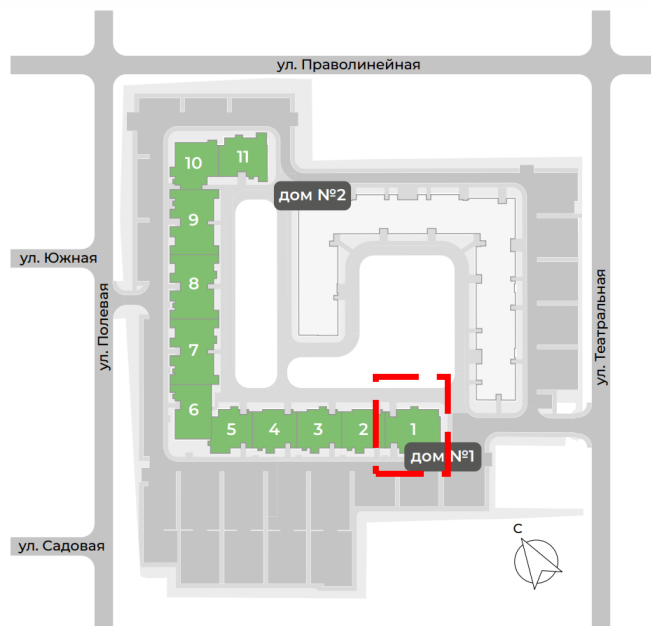 ул. Праволинейная
10
11
дом №2
9
ул. Южная
8
ул. Полевая
ул. Театральная
7
6
5
4
3
2
1
дом №1
С
ул. Садовая